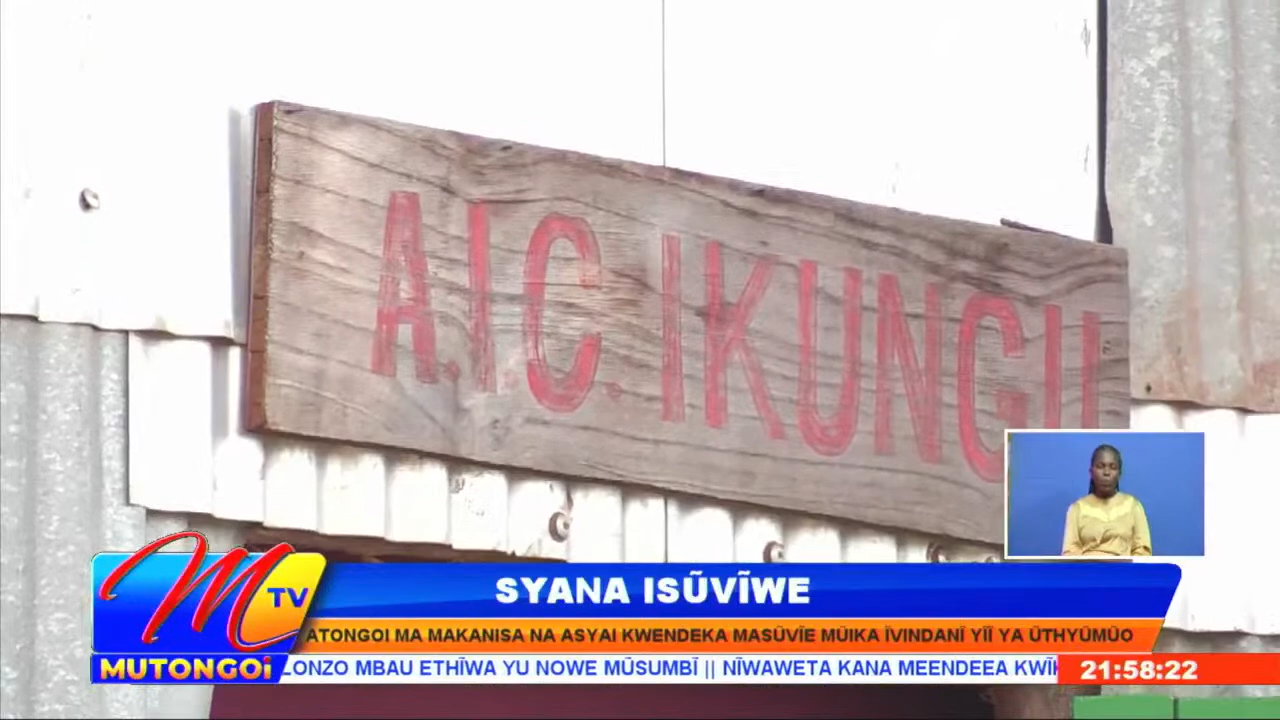 A.I.C. IKUNGU
SYANA ISŨVĨWE
ATONGOI MA MAKANISA NA ASYAI KWENDEKA MASŨVĨE MŨIKA ĨVINDANĨ YĨĨ YA ŨTHYŨMŨO
LONZO MBAU ETHĨWA YU NOWE MŨSUMBĨ || NĨWAWETA KANA MEENDEEA
21:58:22
M TV
MUTONGOi